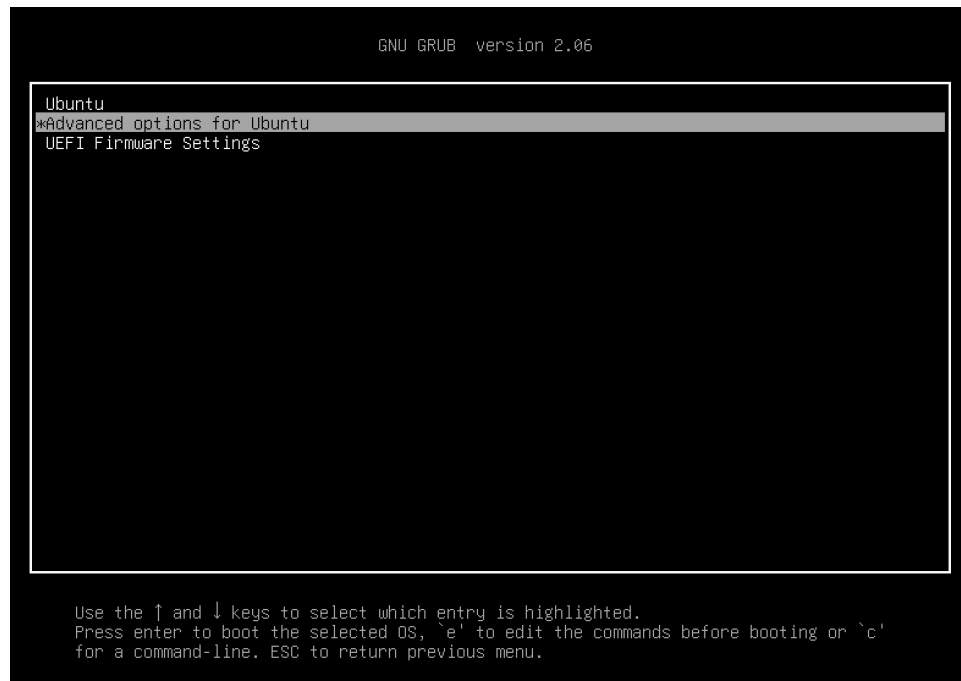 GNU GRUB  version 2.06
Ubuntu
*Advanced options for Ubuntu
UEFI Firmware Settings
Use the ↑ and ↓ keys to select which entry is highlighted.
Press enter to boot the selected OS, `e' to edit the commands before booting or `c'
for a command-line. ESC to return previous menu.